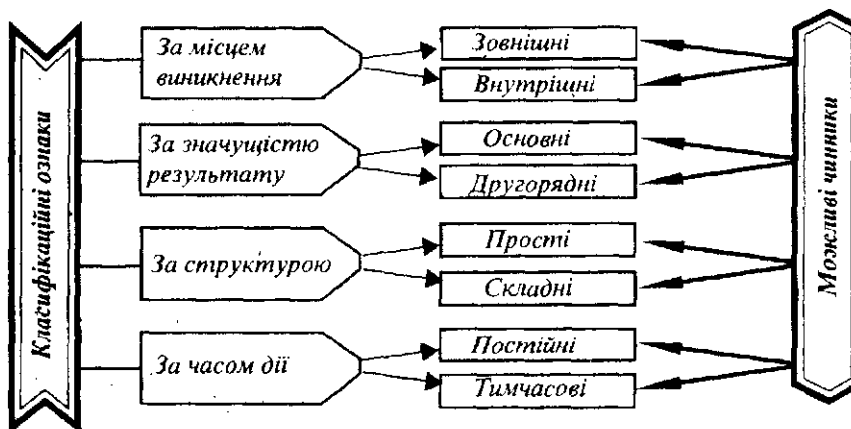 Класифікаційні ознаки
За місцем
виникнення
Зовнішні
Внутрішні
За значущістю
результату
Основні
Другорядні
За структурою
Прості
Складні
За часом дії
Постійні
Тимчасові
Можливі чинники